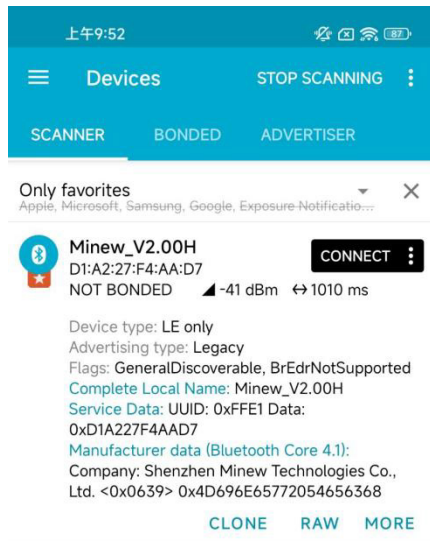 上午9:52
87
Devices
STOP SCANNING
SCANNER
BONDED
ADVERTISER
Only favorites
Apple, Microsoft, Samsung, Google, Exposure Notificatio...
Minew_V2.00H
CONNECT
D1:A2:27:F4:AA:D7
NOT BONDED -41 dBm ↔1010 ms
Device type: LE only
Advertising type: Legacy
Flags: GeneralDiscoverable, BrEdrNotSupported
Complete Local Name: Minew_V2.00H
Service Data: UUID: 0xFFE1 Data:
0xD1A227F4AAD7
Manufacturer data (Bluetooth Core 4.1):
Company: Shenzhen Minew Technologies Co.,
Ltd. <0x0639> 0x4D696E65772054656368
CLONE RAW MORE